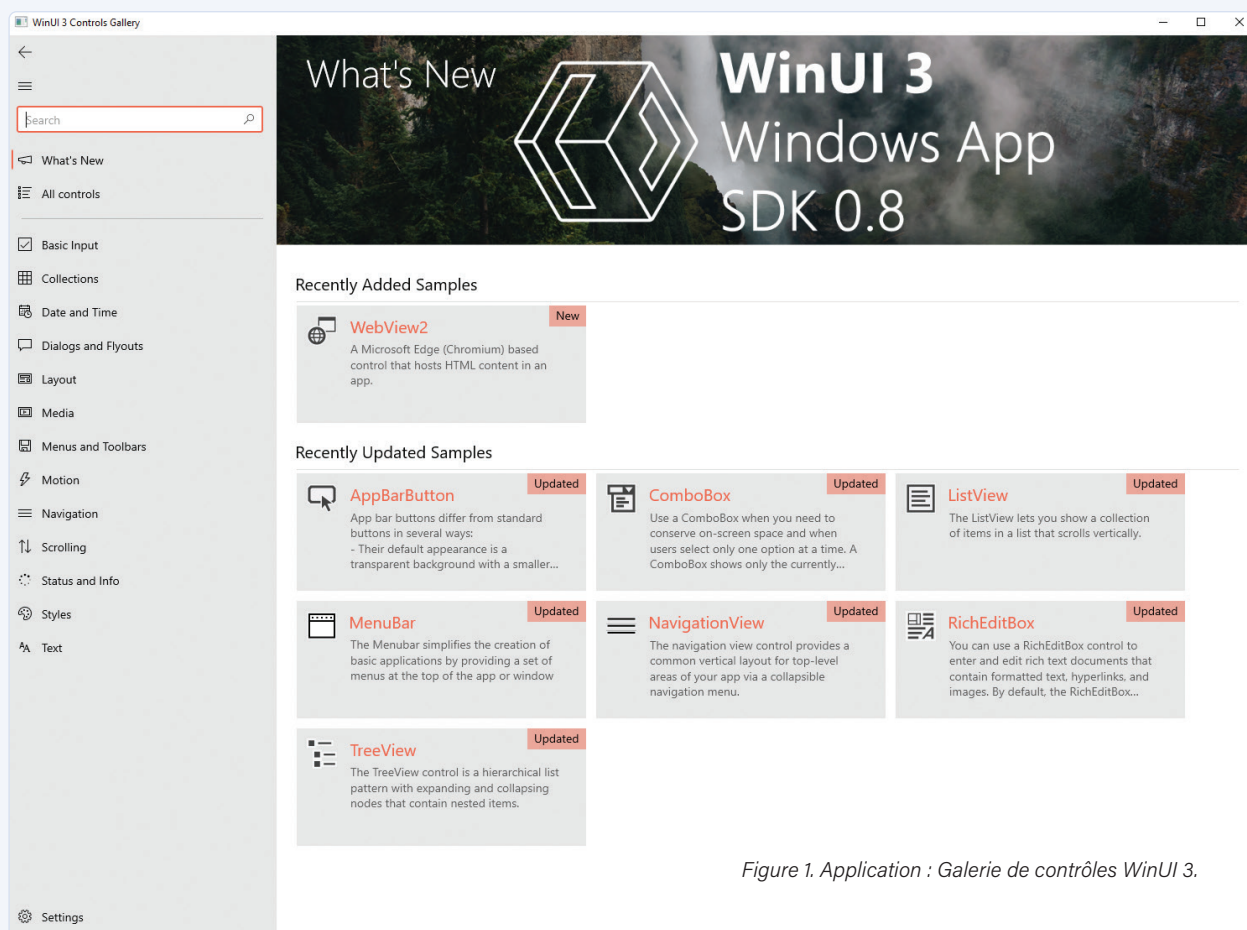 WinUI 3 Controls Gallery
Search
What's New
All controls
Basic Input
Collections
Date and Time
Dialogs and Flyouts
Layout
Media
Menus and Toolbars
Motion
Navigation
Scrolling
Status and Info
Styles
Text
Settings
What's New
WinUI 3
Windows App
SDK 0.8
Recently Added Samples
New
WebView2
A Microsoft Edge (Chromium) based
control that hosts HTML content in an
app.
Recently Updated Samples
Updated
AppBarButton
App bar buttons differ from standard
buttons in several ways:
- Their default appearance is a
transparent background with a smaller...
Updated
ComboBox
Use a ComboBox when you need to
conserve on-screen space and when
users select only one option at a time. A
ComboBox shows only the currently...
Updated
ListView
The ListView lets you show a collection
of items in a list that scrolls vertically.
Updated
MenuBar
The Menubar simplifies the creation of
basic applications by providing a set of
menus at the top of the app or window
Updated
NavigationView
The navigation view control provides a
common vertical layout for top-level
areas of your app via a collapsible
navigation menu.
Updated
RichEditBox
You can use a RichEditBox control to
enter and edit rich text documents that
contain formatted text, hyperlinks, and
images. By default, the RichEditBox...
Updated
TreeView
The TreeView control is a hierarchical list
pattern with expanding and collapsing
nodes that contain nested items.
Figure 1. Application : Galerie de contrôles WinUI 3.